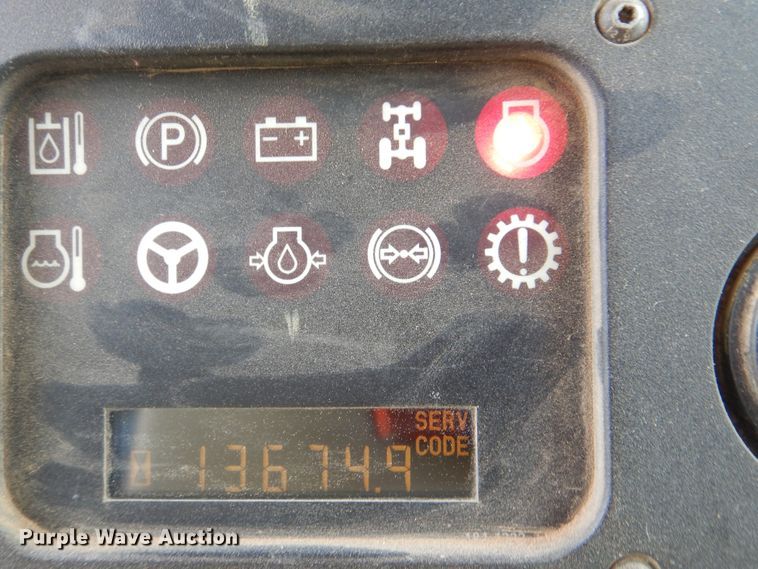 P
- +
!
SERV
CODE
13674.9
Purple Wave Auction